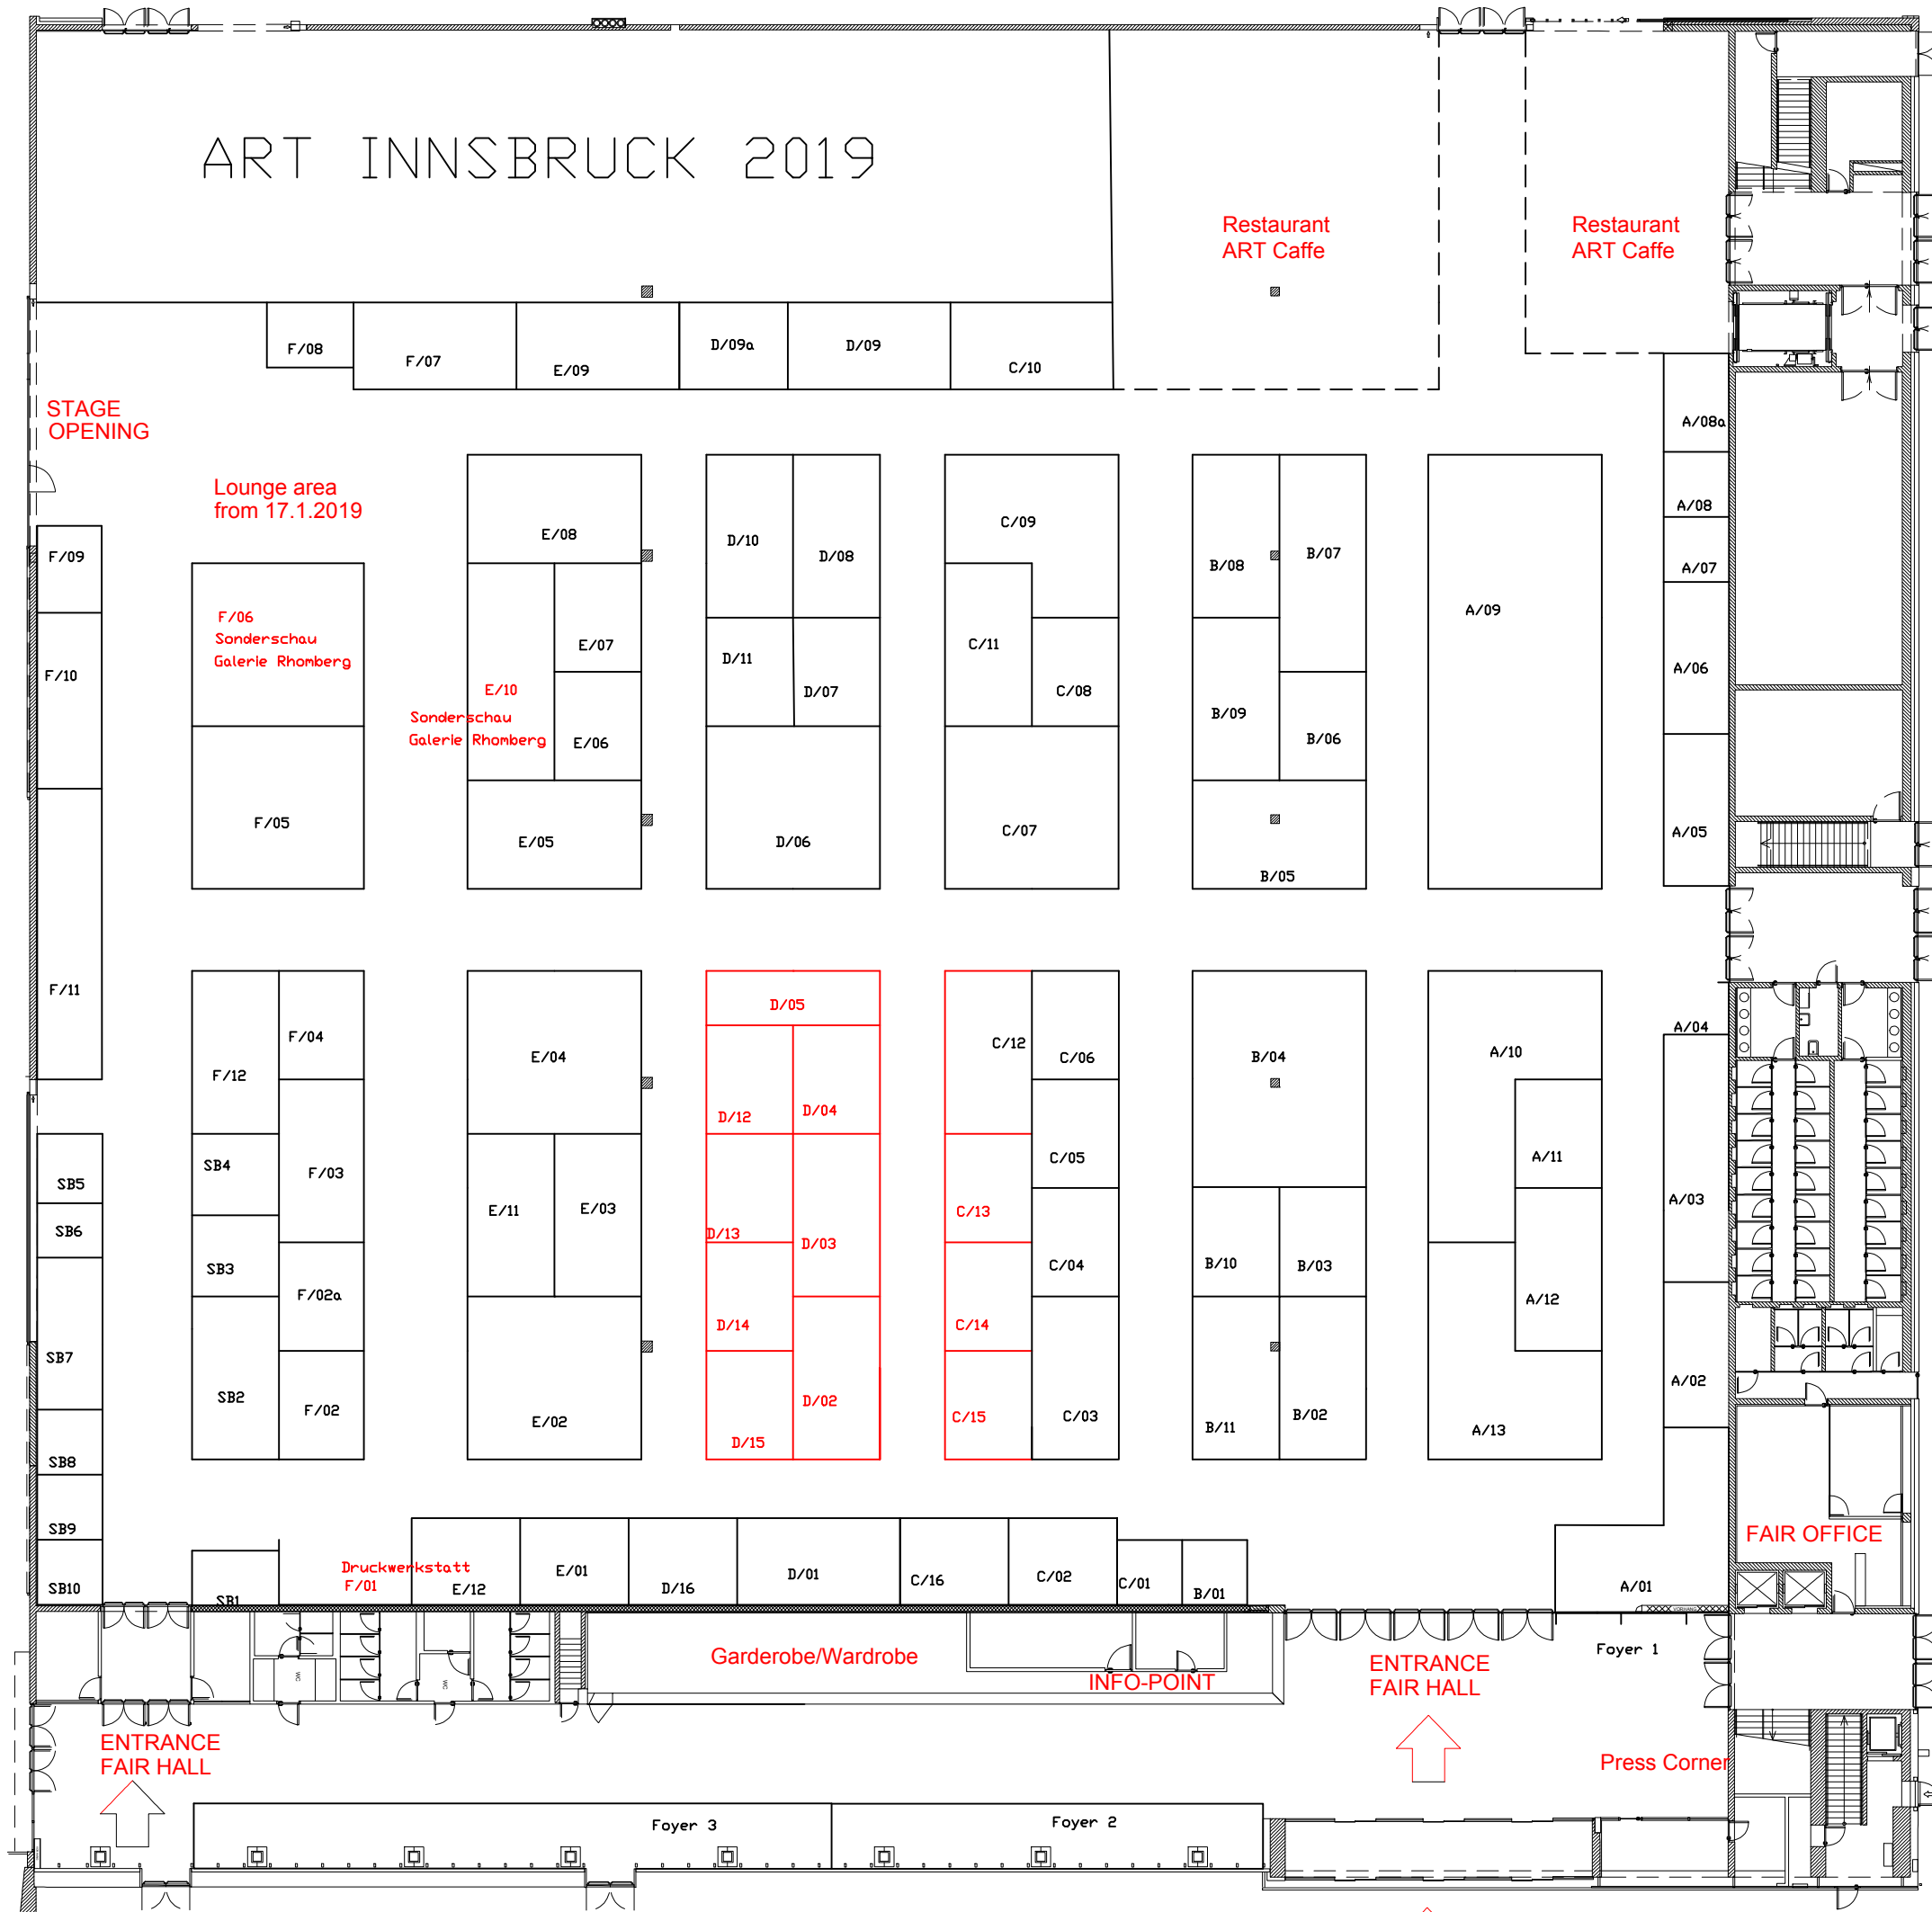 ART INNSBRUCK 2019
Restaurant
ART Caffe
Restaurant
ART Caffe
F/08
F/07
E/09
D/09a
D/09
C/10
STAGE
OPENING
A/08a
Lounge area
from 17.1.2019
A/08
F/09
E/08
D/10
D/08
C/09
B/08
B/07
A/07
F/06
Sonderschau
Galerie Rhomberg
A/09
F/10
E/07
D/11
C/11
A/06
E/10
Sonderschau
Galerie Rhomberg
D/07
C/08
B/09
E/06
B/06
F/05
E/05
D/06
C/07
B/05
A/05
F/11
D/05
A/04
F/04
C/12
F/12
E/04
C/06
B/04
A/10
D/12
D/04
SB4
F/03
C/05
A/11
SB5
SB6
E/11
E/03
D/13
D/03
C/13
A/03
SB3
F/02a
C/04
B/10
B/03
A/12
SB7
D/14
C/14
SB2
F/02
E/02
D/02
C/15
C/03
B/11
B/02
A/13
A/02
D/15
SB8
SB9
FAIR OFFICE
SB10
SB1
Druckwerkstatt
F/01
E/12
E/01
D/16
D/01
C/16
C/02
C/01
B/01
A/01
VORHANG
Garderobe/Wardrobe
INFO-POINT
ENTRANCE
FAIR HALL
Foyer 1
WC
WC
ENTRANCE
FAIR HALL
Press Corner
Foyer 3
Foyer 2